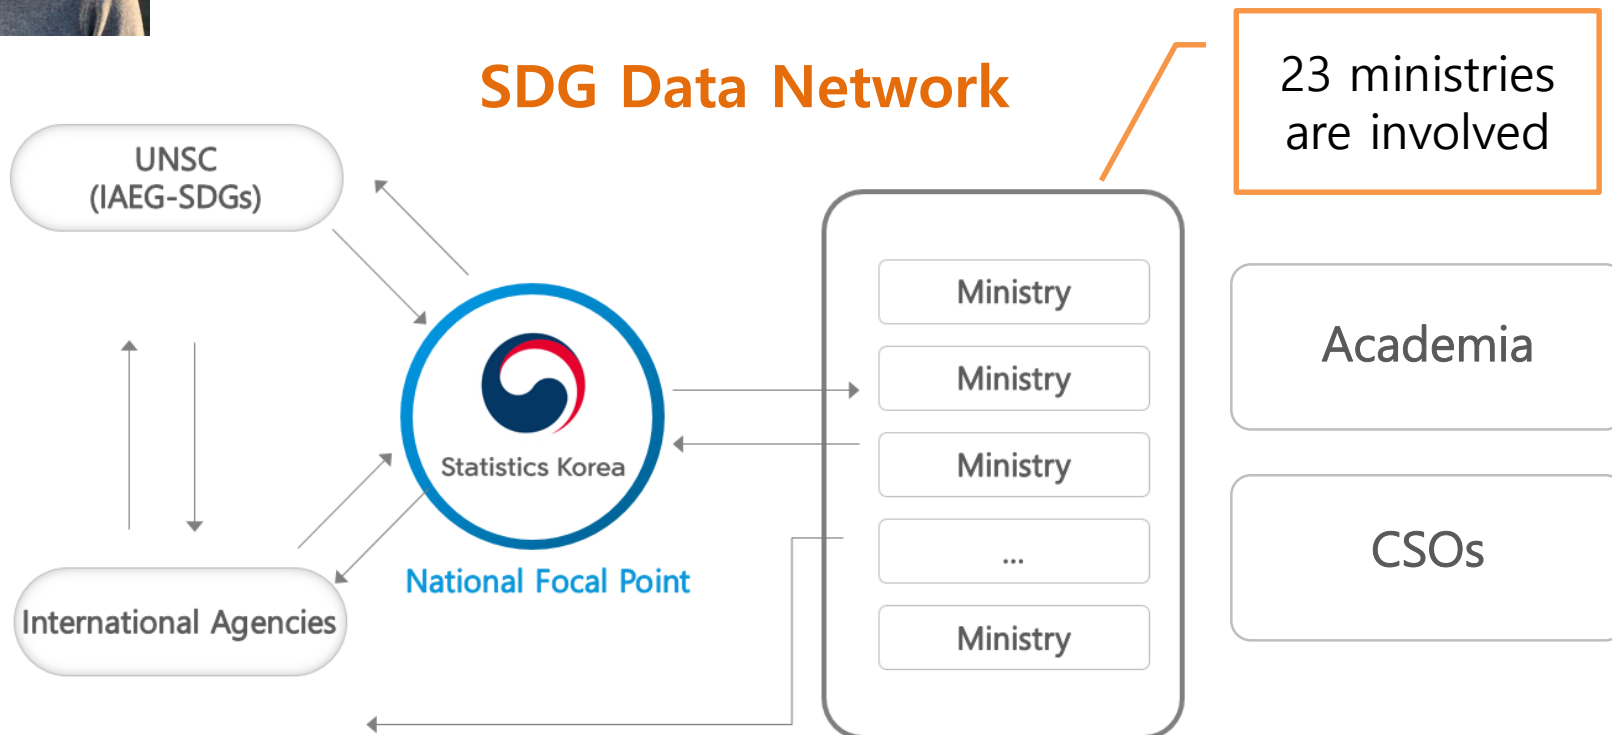 SDG Data Network
23 ministries
are involved
UNSC
(IAEG-SDGs)
Statistics Korea
National Focal Point
International Agencies
Ministry
Ministry
Ministry
...
Ministry
Academia
CSOs